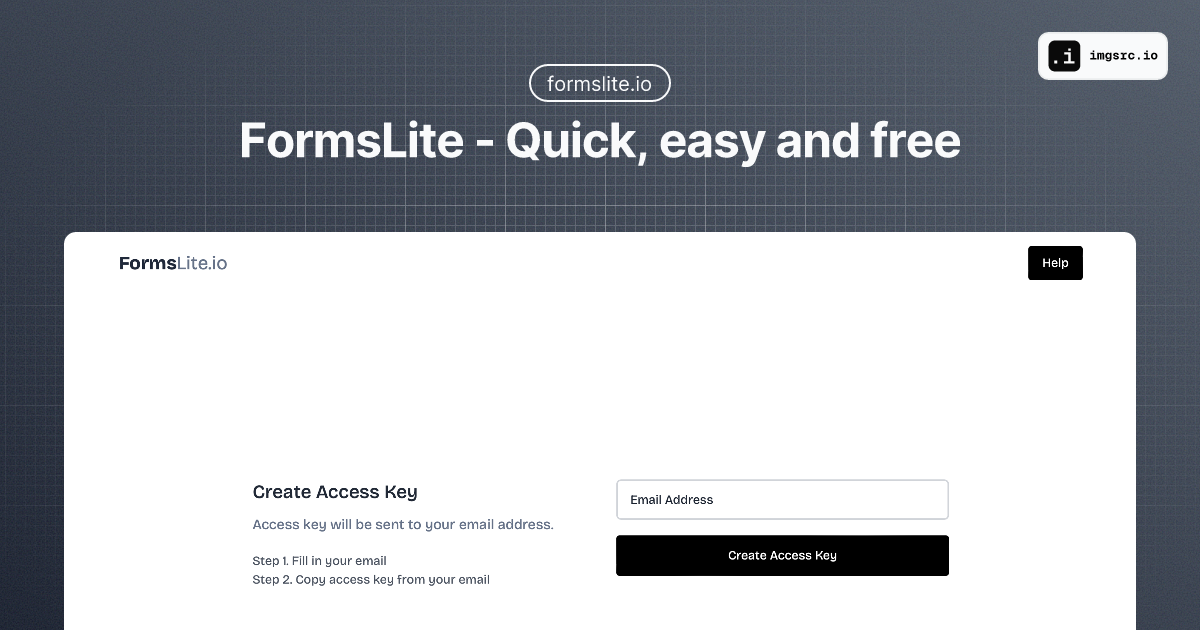 .i imgsrc.io
formslite.io
FormsLite - Quick, easy and free
FormsLite.io
Help
Create Access Key
Access key will be sent to your email address.
Step 1. Fill in your email
Step 2. Copy access key from your email
Email Address
Create Access Key